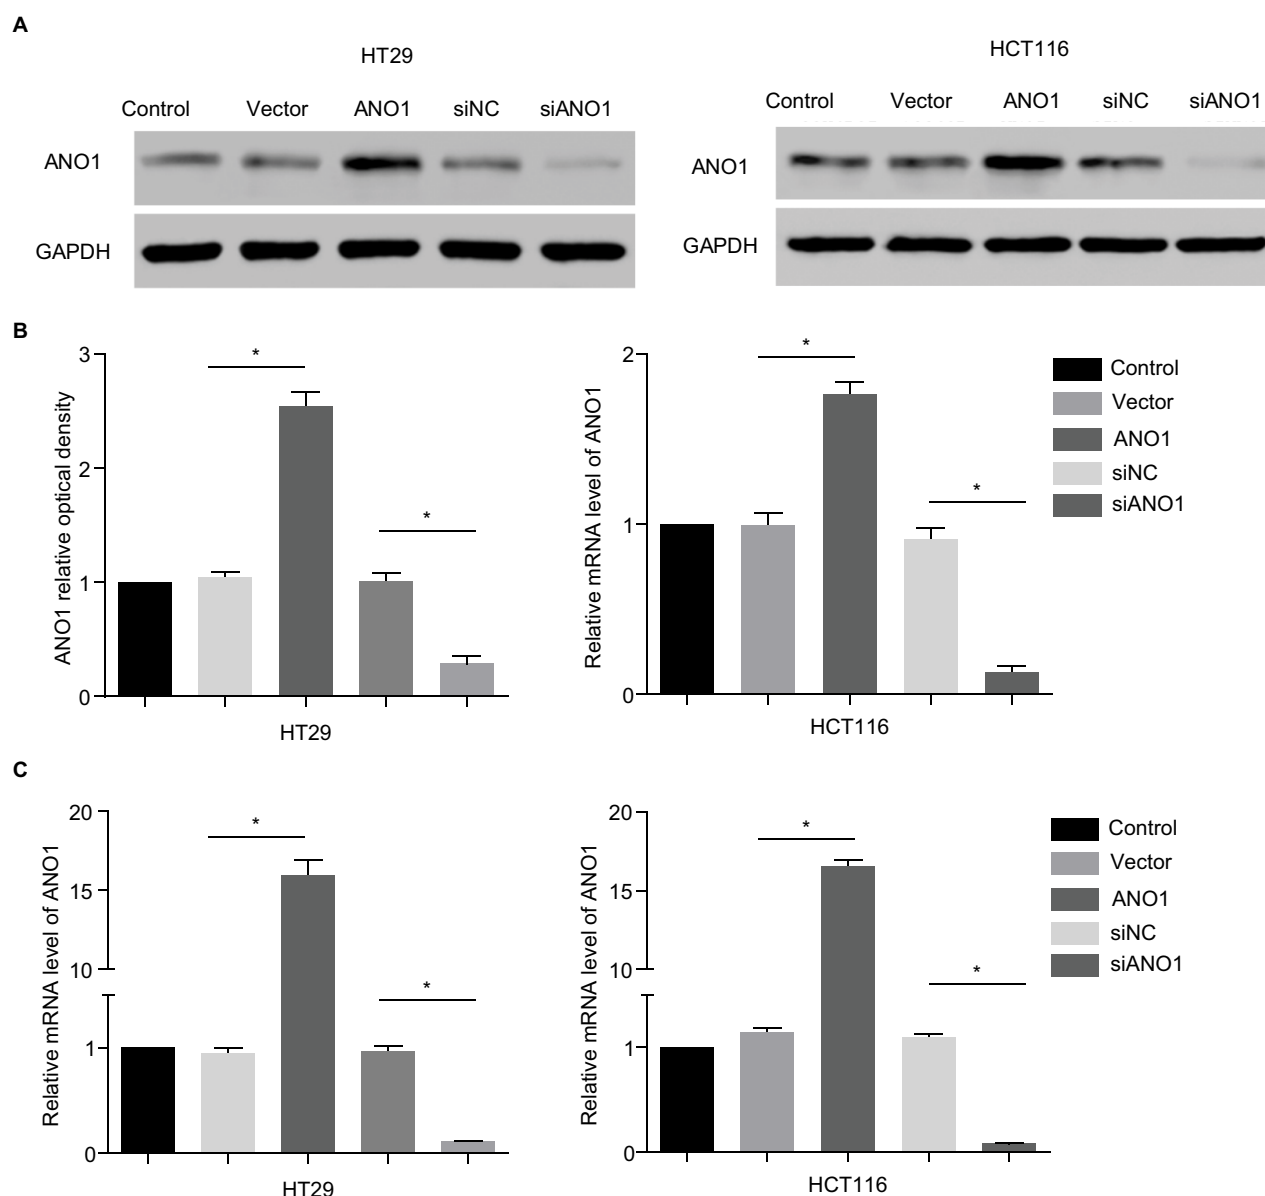 A
HT29
HCT116
Control Vector ANO1 siNC siANO1
Control Vector ANO1 siNC siANO1
ANO1
ANO1
GAPDH
GAPDH
B
ANO1 relative optical density
3
2
1
0
*
*
HT29
Relative mRNA level of ANO1
2
1
0
*
*
HCT116
Control
Vector
ANO1
siNC
siANO1
C
Relative mRNA level of ANO1
20
15
10
1
0
*
*
HT29
Relative mRNA level of ANO1
20
15
10
1
0
*
*
HCT116
Control
Vector
ANO1
siNC
siANO1